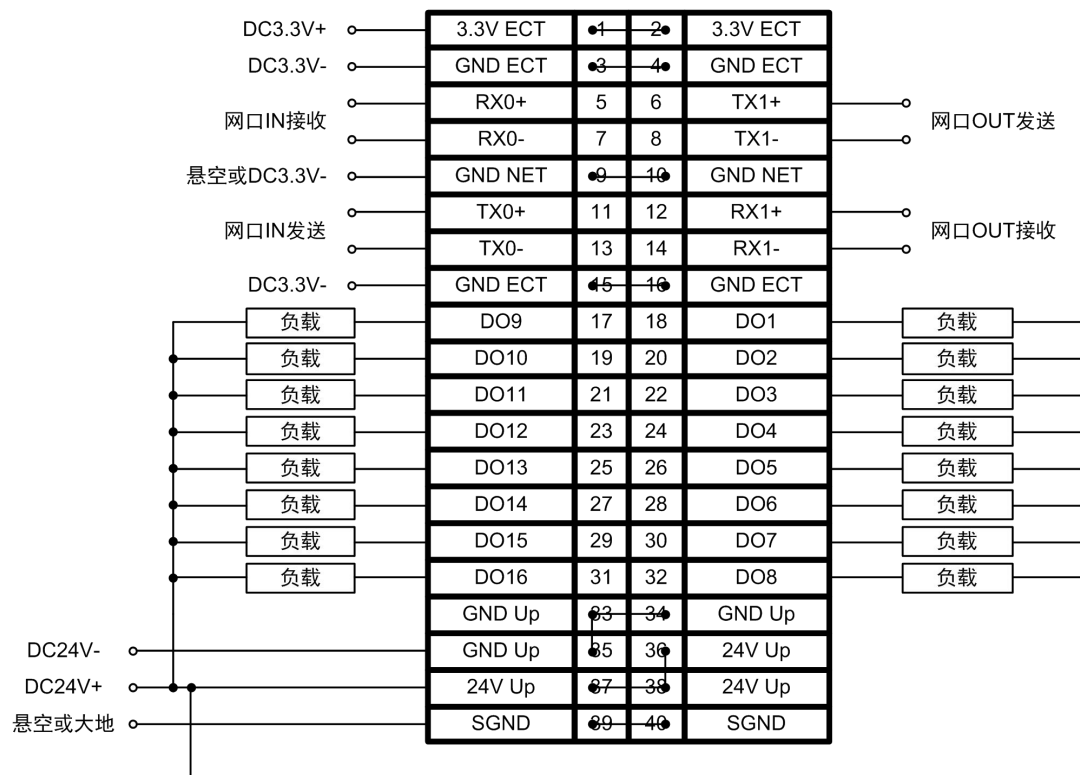 DC3.3V+ 3.3V ECT 1 2 3.3V ECT
DC3.3V- GND ECT 3 4 GND ECT
RX0+ 5 6 TX1+
网口IN接收 网口OUT发送
RX0- 7 8 TX1-
悬空或DC3.3V- GND NET 9 10 GND NET
TX0+ 11 12 RX1+
网口IN发送 网口OUT接收
TX0- 13 14 RX1-
DC3.3V- GND ECT 15 16 GND ECT
负载 DO9 17 18 DO1 负载
负载 DO10 19 20 DO2 负载
负载 DO11 21 22 DO3 负载
负载 DO12 23 24 DO4 负载
负载 DO13 25 26 DO5 负载
负载 DO14 27 28 DO6 负载
负载 DO15 29 30 DO7 负载
负载 DO16 31 32 DO8 负载
GND Up 33 34 GND Up
DC24V- GND Up 35 36 24V Up
DC24V+ 24V Up 37 38 24V Up
悬空或大地 SGND 39 40 SGND